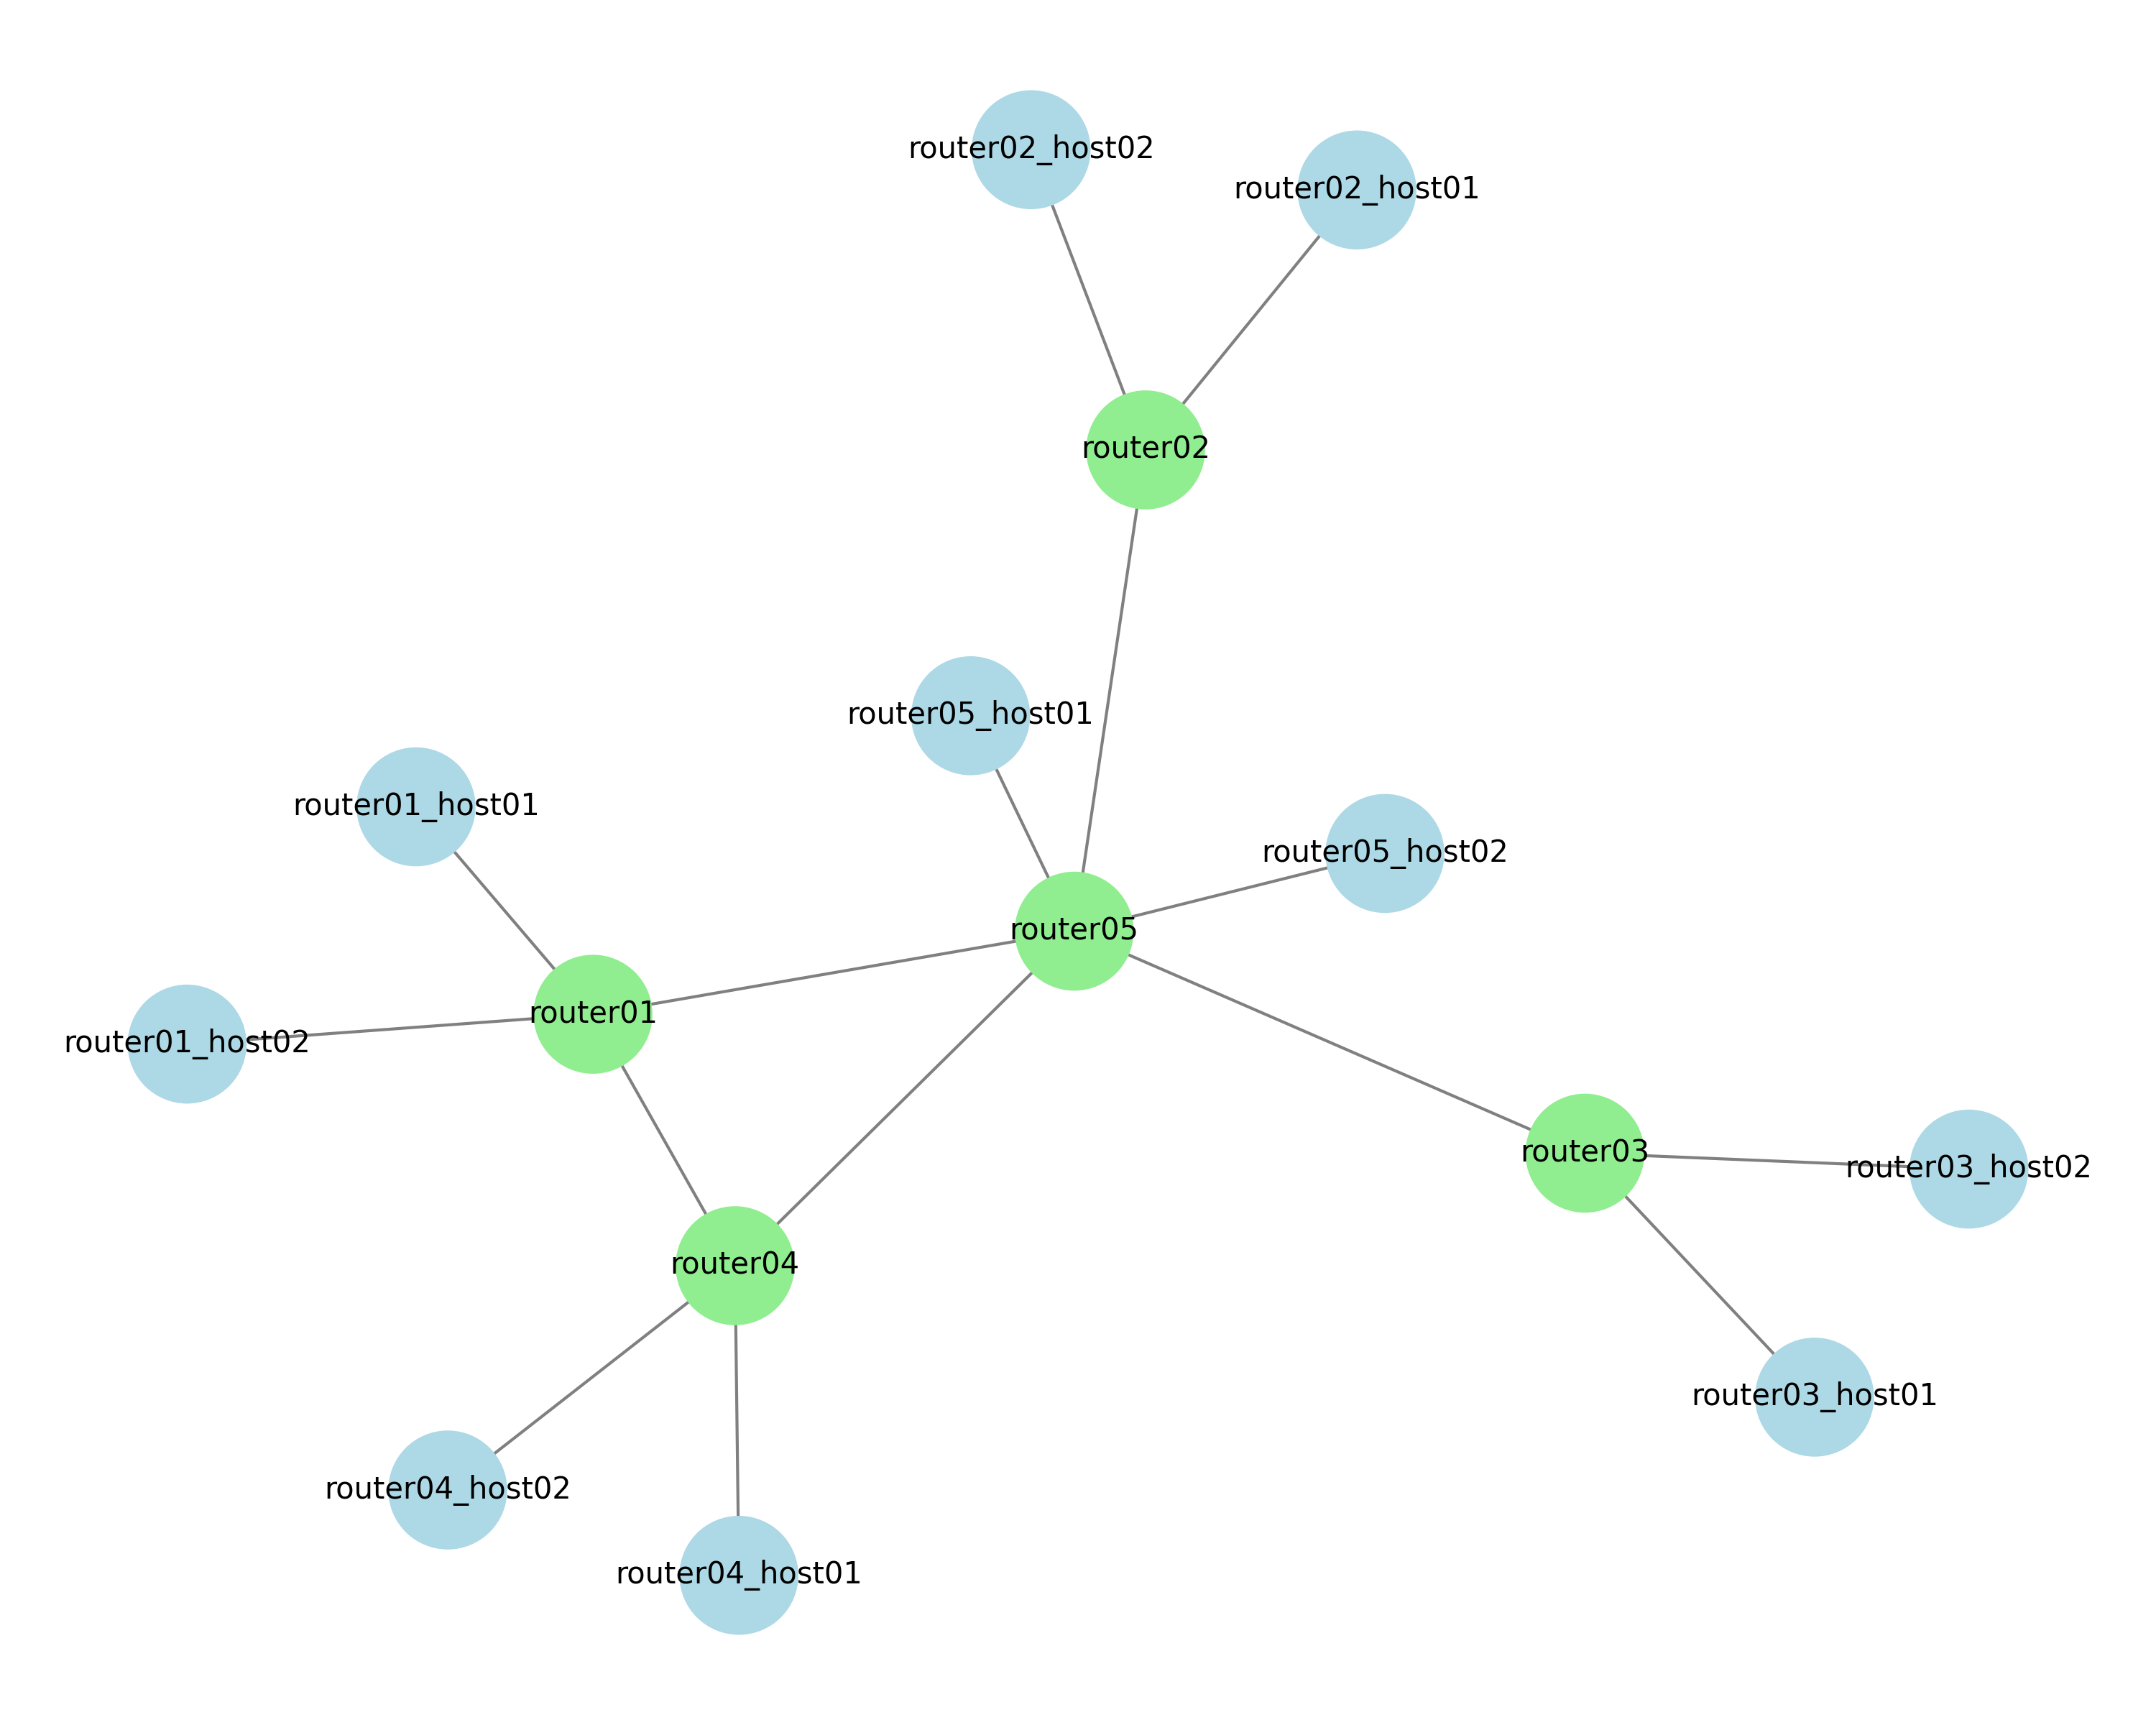 router02_host02
router02_host01
router02
router05_host01
router01_host01
router05_host02
router05
router01
router01_host02
router03
router03_host02
router04
router03_host01
router04_host02
router04_host01